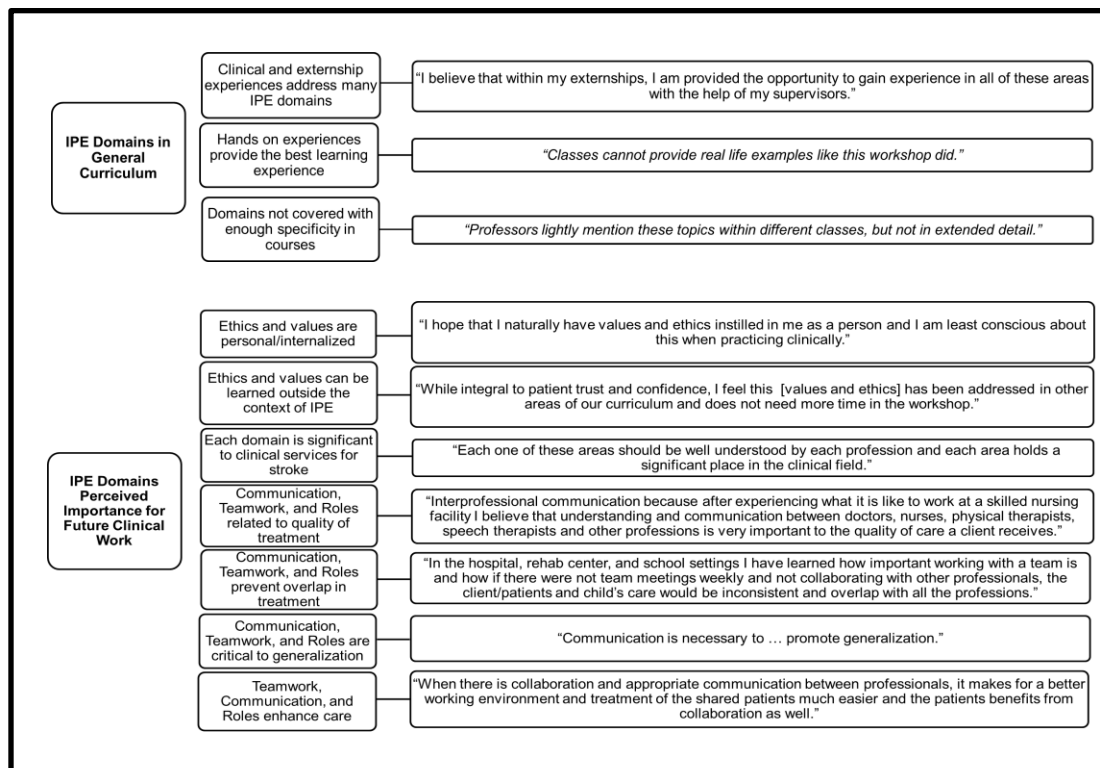 IPE Domains in
General
Curriculum
Clinical and externship
experiences address many
IPE domains
“I believe that within my externships, I am provided the opportunity to gain experience in all of these areas
with the help of my supervisors.”
Hands on experiences
provide the best learning
experience
“Classes cannot provide real life examples like this workshop did.”
Domains not covered with
enough specificity in
courses
“Professors lightly mention these topics within different classes, but not in extended detail.”
IPE Domains
Perceived
Importance for
Future Clinical
Work
Ethics and values are
personal/internalized
“I hope that I naturally have values and ethics instilled in me as a person and I am least conscious about
this when practicing clinically.”
Ethics and values can be
learned outside the
context of IPE
“While integral to patient trust and confidence, I feel this [values and ethics] has been addressed in other
areas of our curriculum and does not need more time in the workshop.”
Each domain is significant
to clinical services for
stroke
“Each one of these areas should be well understood by each profession and each area holds a
significant place in the clinical field.”
Communication,
Teamwork, and Roles
related to quality of
treatment
“Interprofessional communication because after experiencing what it is like to work at a skilled nursing
facility I believe that understanding and communication between doctors, nurses, physical therapists,
speech therapists and other professions is very important to the quality of care a client receives.”
Communication,
Teamwork, and Roles
prevent overlap in
treatment
“In the hospital, rehab center, and school settings I have learned how important working with a team is
and how if there were not team meetings weekly and not collaborating with other professionals, the
client/patients and child’s care would be inconsistent and overlap with all the professions.”
Communication,
Teamwork, and Roles are
critical to generalization
“Communication is necessary to … promote generalization.”
Teamwork,
Communication, and
Roles enhance care
“When there is collaboration and appropriate communication between professionals, it makes for a better
working environment and treatment of the shared patients much easier and the patients benefits from
collaboration as well.”